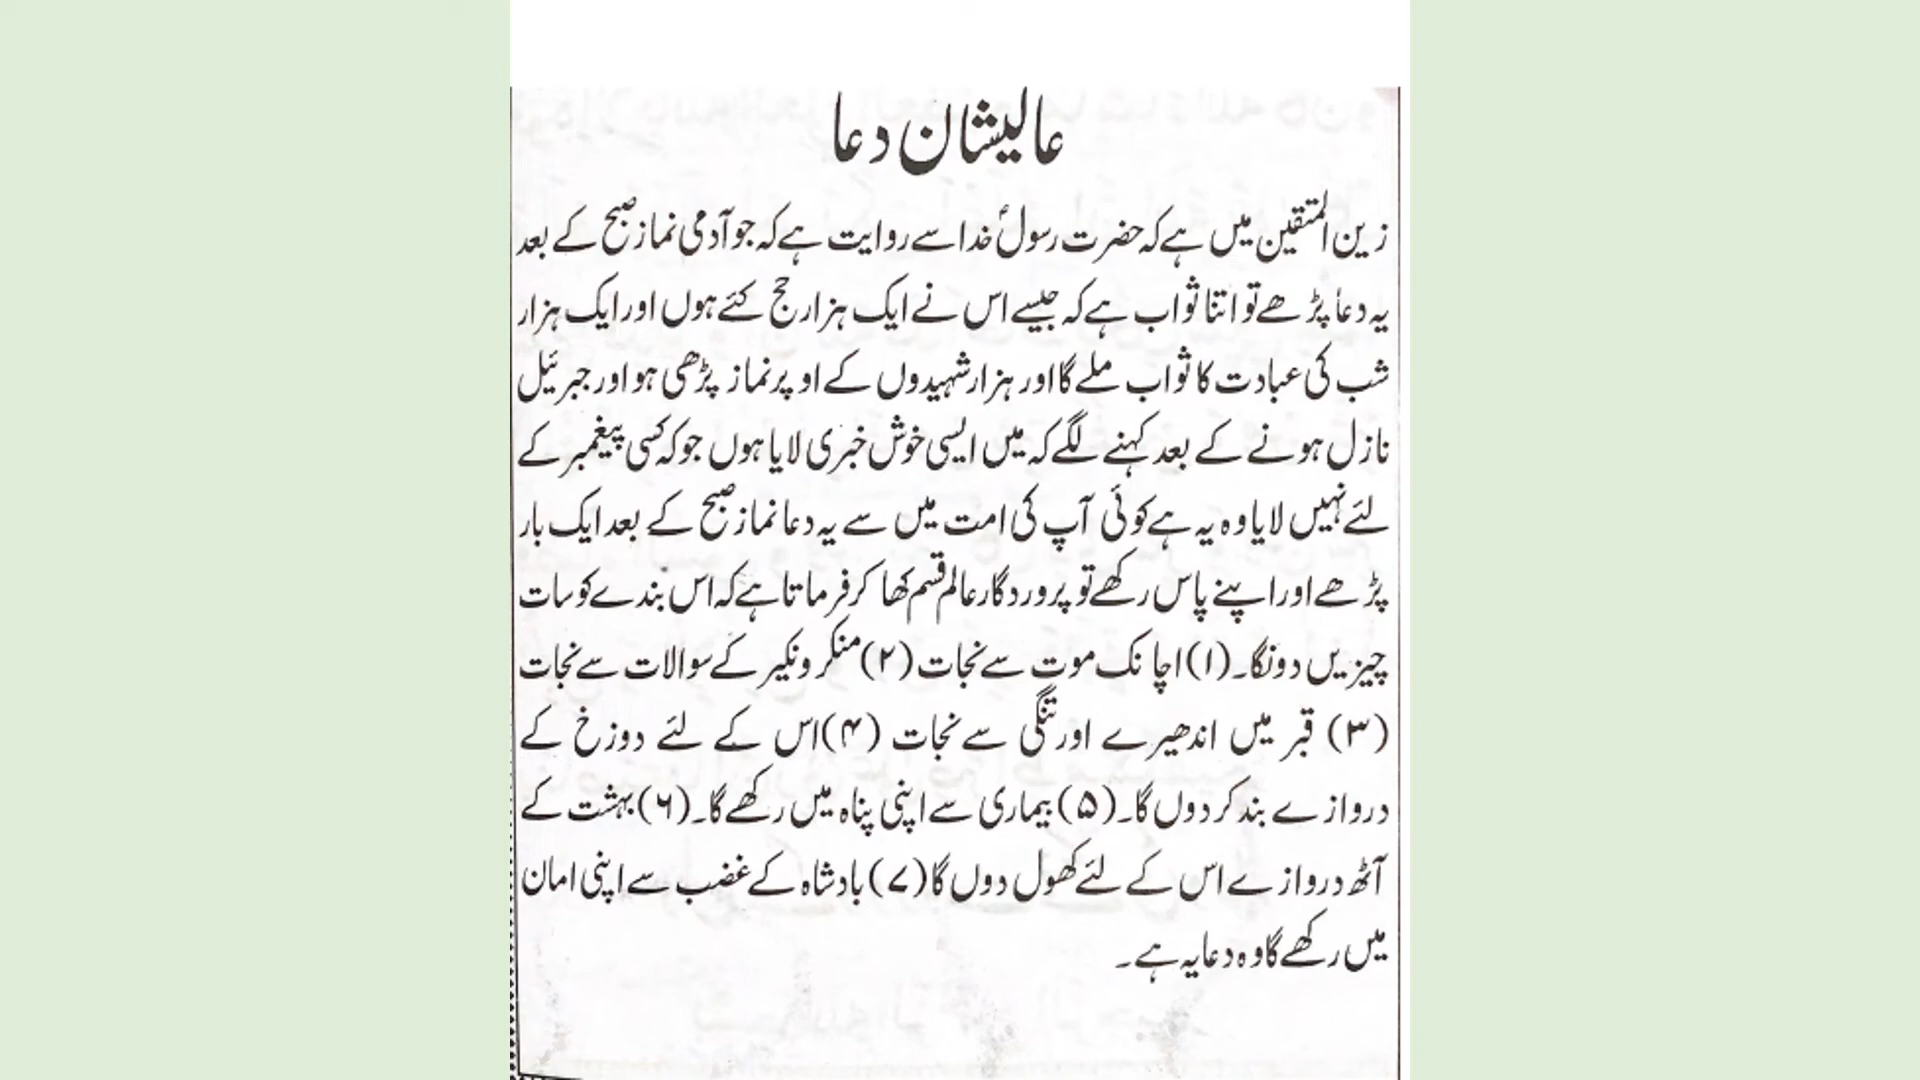 عالیشان دعا
زین المتقین میں ہے کہ حضرت رسولؐ خدا سے روایت ہے کہ جو آدمی نماز صبح کے بعد
یہ دعا پڑھے تو اتنا ثواب ہے کہ جیسے اس نے ایک ہزار حج کئے ہوں اور ایک ہزار
شب کی عبادت کا ثواب ملے گا اور ہزار شہیدوں کے اوپر نماز پڑھی ہو اور جبرئیل
نازل ہونے کے بعد کہنے لگے کہ میں ایسی خوش خبری لایا ہوں جو کہ کسی پیغمبر کے
لئے نہیں لایا وہ یہ ہے کوئی آپ کی امت میں سے یہ دعا نماز صبح کے بعد ایک بار
پڑھے اور اپنے پاس رکھے تو پروردگار عالم قسم کھا کر فرماتا ہے کہ اس بندے کو سات
چیزیں دونگا۔ (۱) اچانک موت سے نجات (۲) منکر و نکیر کے سوالات سے نجات
(۳) قبر میں اندھیرے اور تنگی سے نجات (۴) اس کے لئے دوزخ کے
دروازے بند کر دوں گا۔ (۵) بیماری سے اپنی پناہ میں رکھے گا۔ (۶) بہشت کے
آٹھ دروازے اس کے لئے کھول دوں گا (۷) بادشاہ کے غضب سے اپنی امان
میں رکھے گا وہ دعا یہ ہے۔